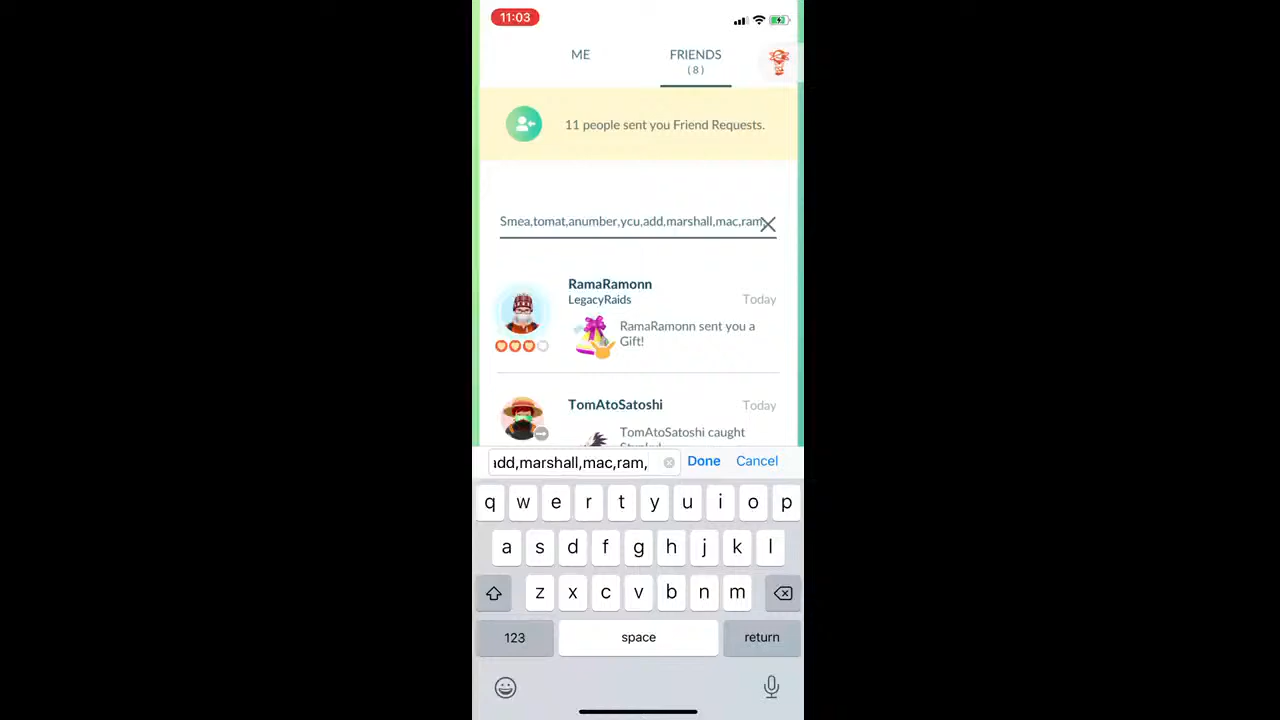 11:03
ME
FRIENDS
(8)
11 people sent you Friend Requests.
Smea,tomat,anumber,ycu,add,marshall,mac,ram,
RamaRamonn
LegacyRaids
Today
RamaRamonn sent you a
Gift!
TomAtoSatoshi
Today
TomAtoSatoshi caught
add,marshall,mac,ram,
Done
Cancel
q w e r t y u i o p
a s d f g h j k l
z x c v b n m
123
space
return